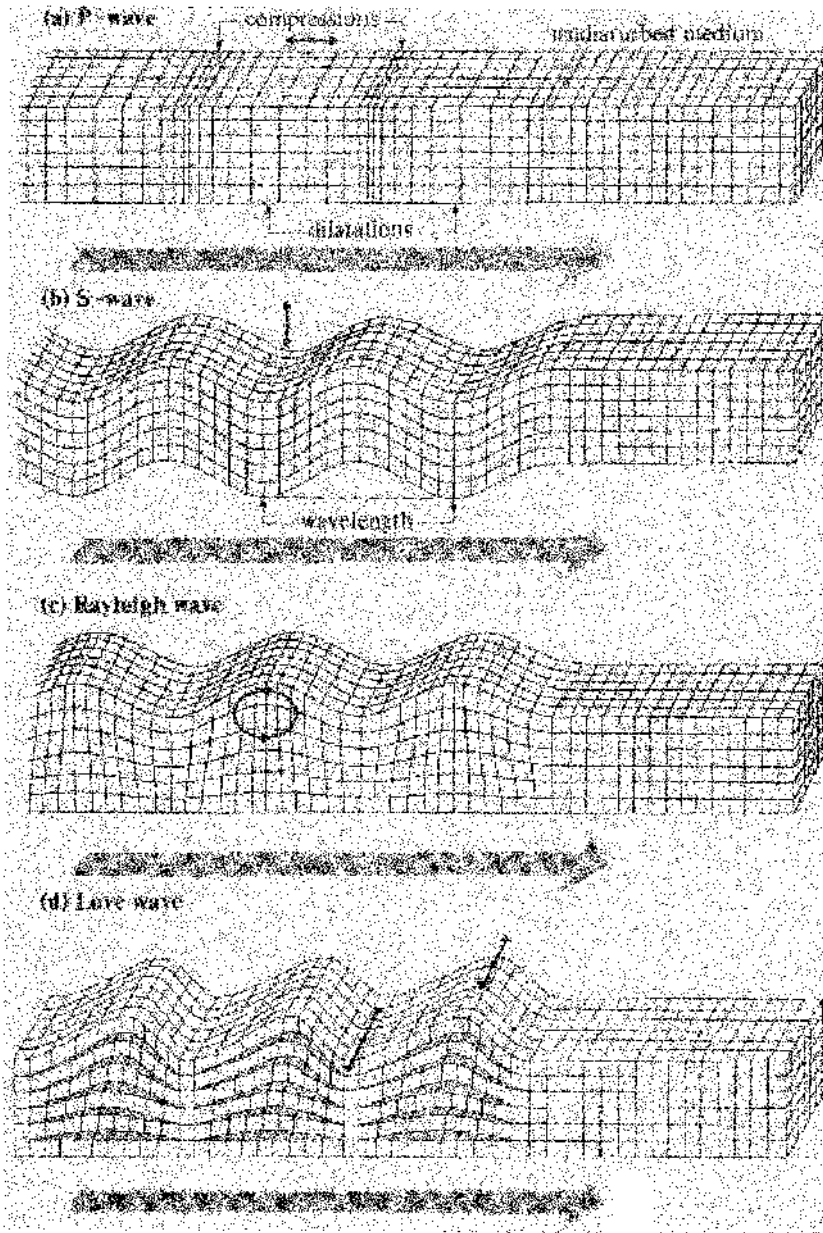 (a) P-wave
compressions
undisturbed medium
dilatations
(b) S-wave
wavelength
(c) Rayleigh wave
(d) Love wave